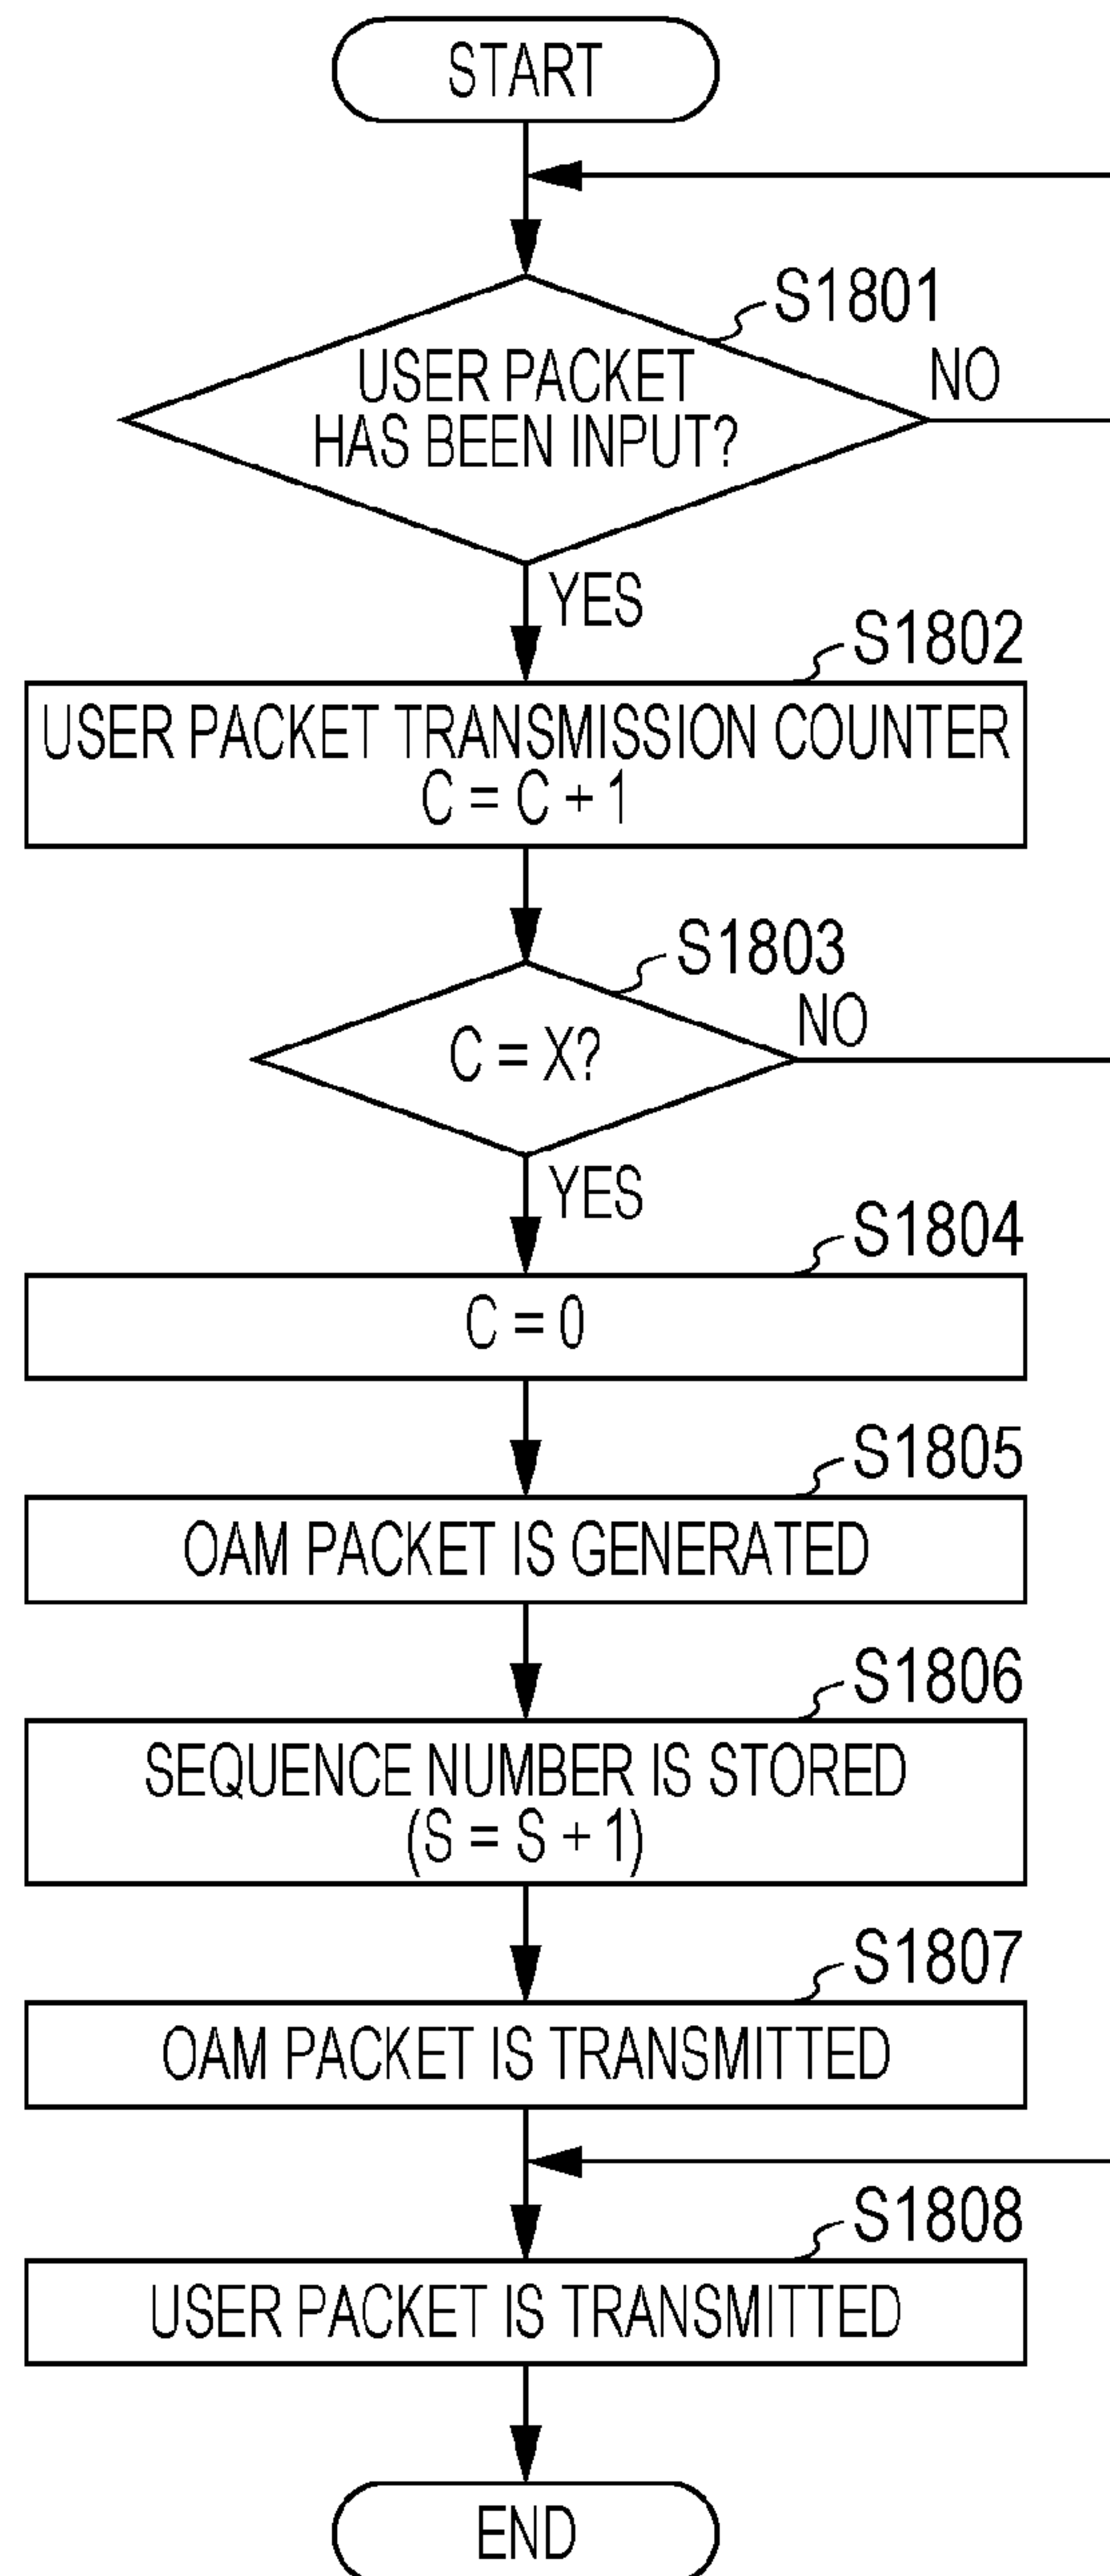 START
S1801
USER PACKET
HAS BEEN INPUT?
NO
YES
S1802
USER PACKET TRANSMISSION COUNTER
C = C + 1
S1803
C = X?
NO
YES
S1804
C = 0
S1805
OAM PACKET IS GENERATED
S1806
SEQUENCE NUMBER IS STORED
(S = S + 1)
S1807
OAM PACKET IS TRANSMITTED
S1808
USER PACKET IS TRANSMITTED
END